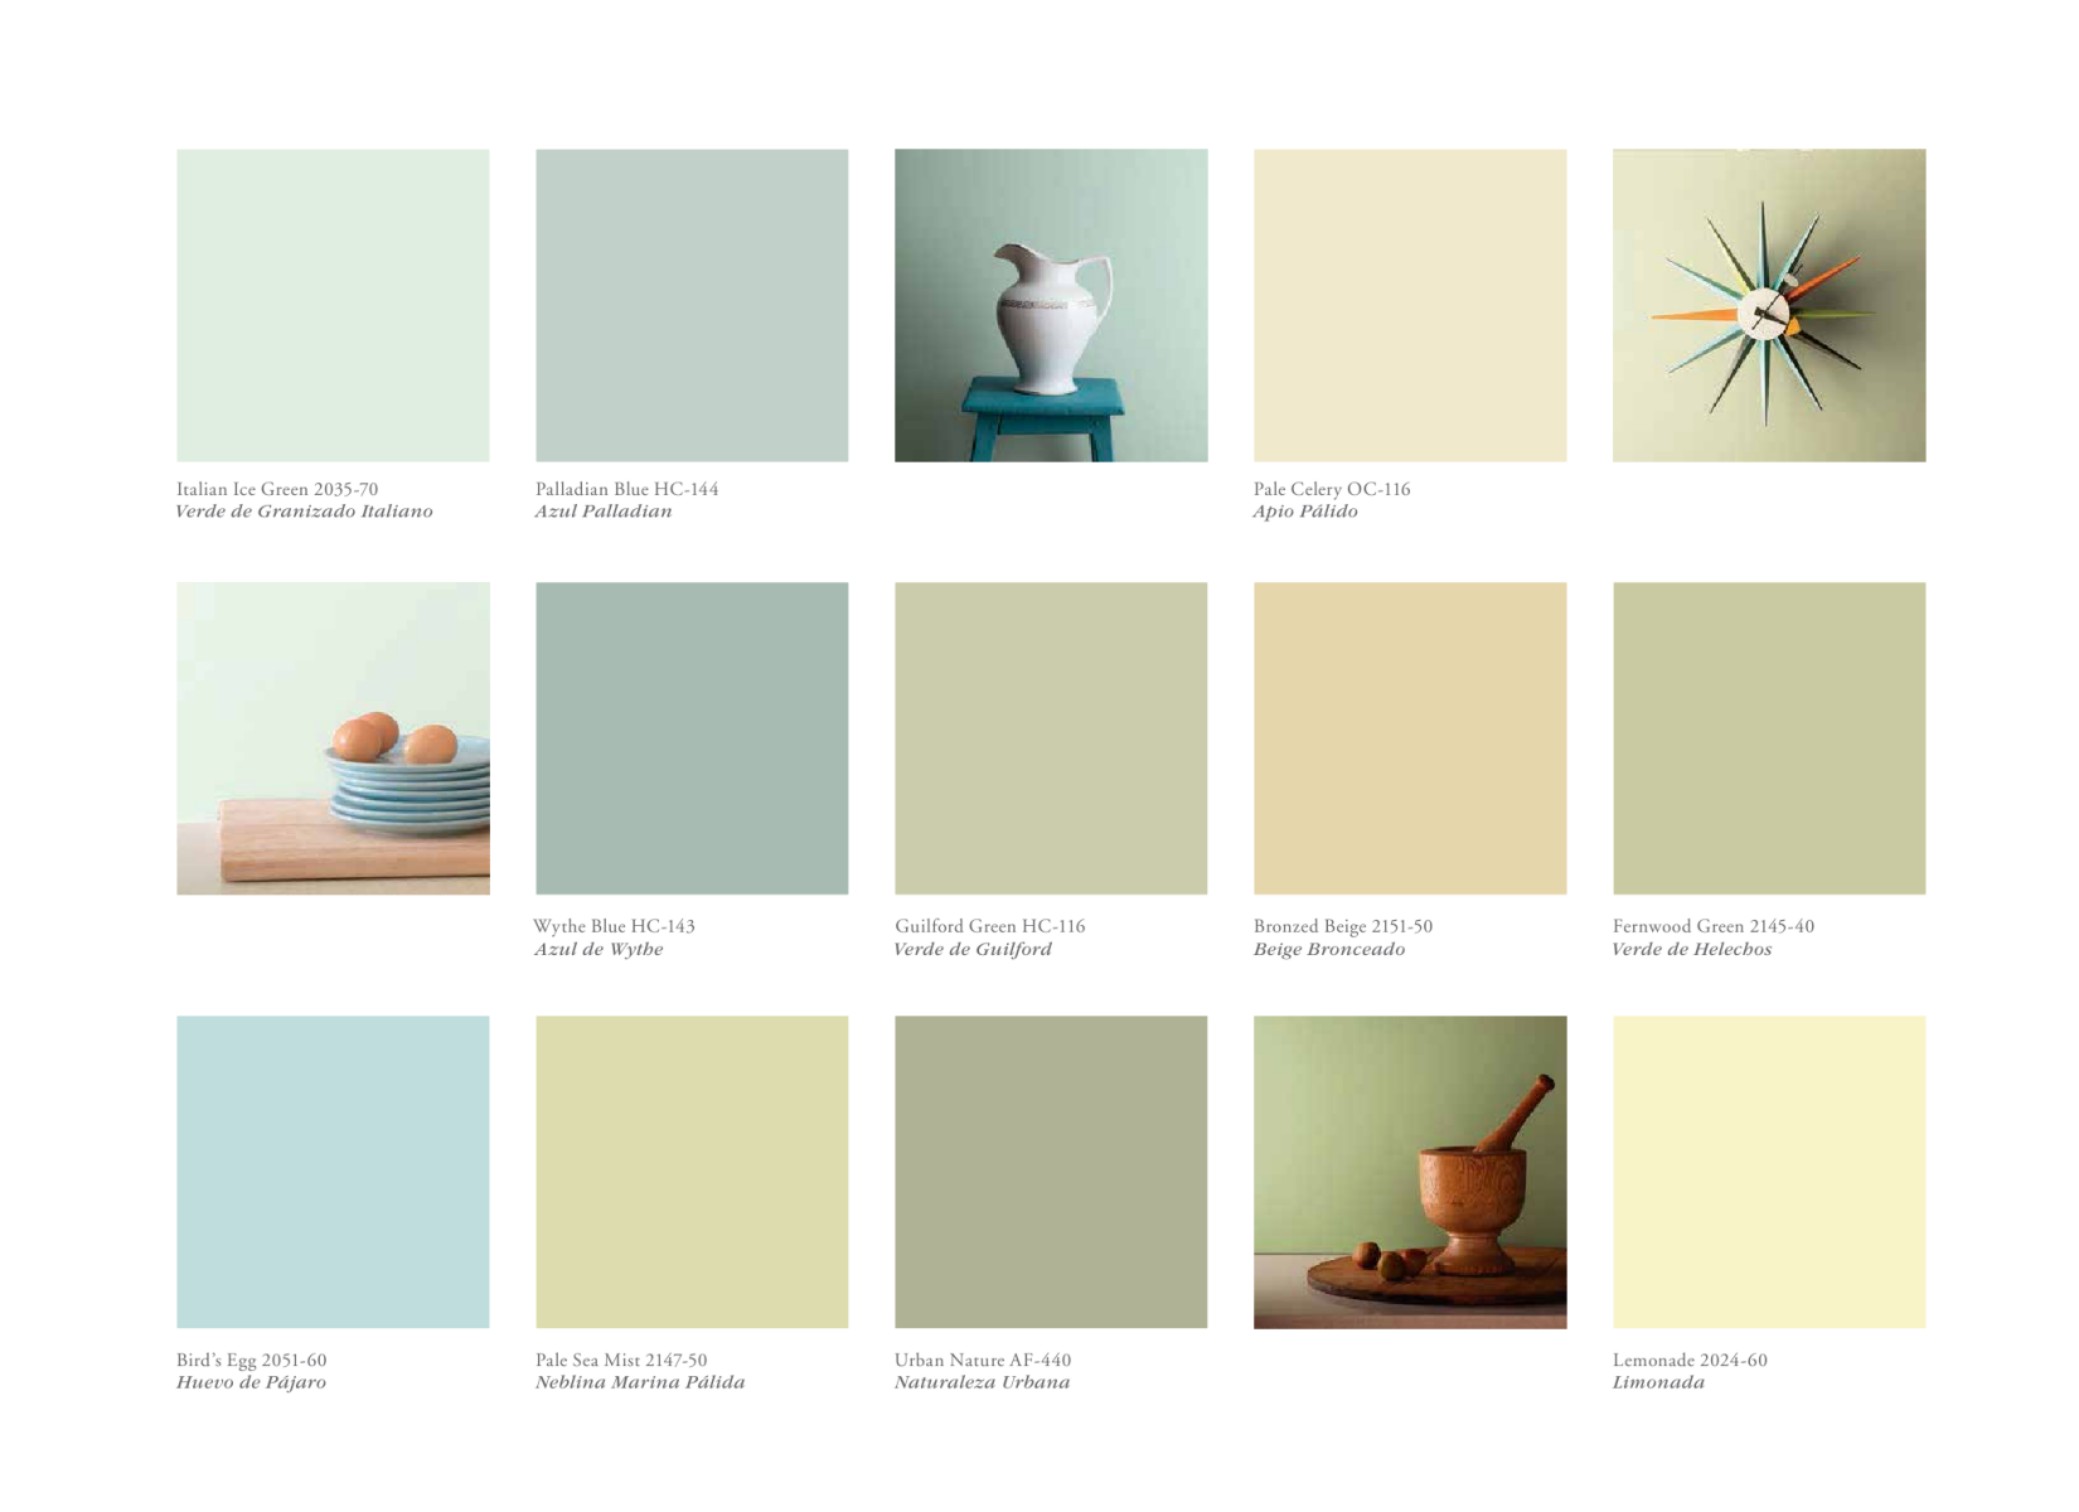 Italian Ice Green 2035-70
Verde de Granizado Italiano
Palladian Blue HC-144
Azul Palladian
Pale Celery OC-116
Apio Pálido
Wythe Blue HC-143
Azul de Wythe
Guilford Green HC-116
Verde de Guilford
Bronzed Beige 2151-50
Beige Bronceado
Fernwood Green 2145-40
Verde de Helechos
Bird’s Egg 2051-60
Huevo de Pájaro
Pale Sea Mist 2147-50
Neblina Marina Pálida
Urban Nature AF-440
Naturaleza Urbana
Lemonade 2024-60
Limonada